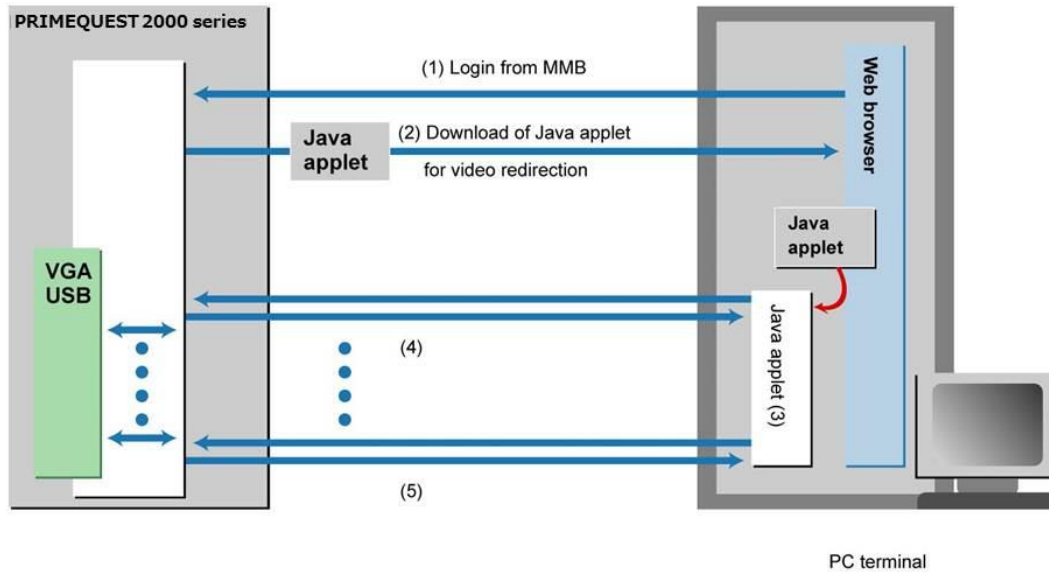 PRIMEQUEST 2000 series
(1) Login from MMB
Web browser
Java
applet
(2) Download of Java applet
for video redirection
Java
applet
VGA
USB
Java applet (3)
(4)
(5)
PC terminal